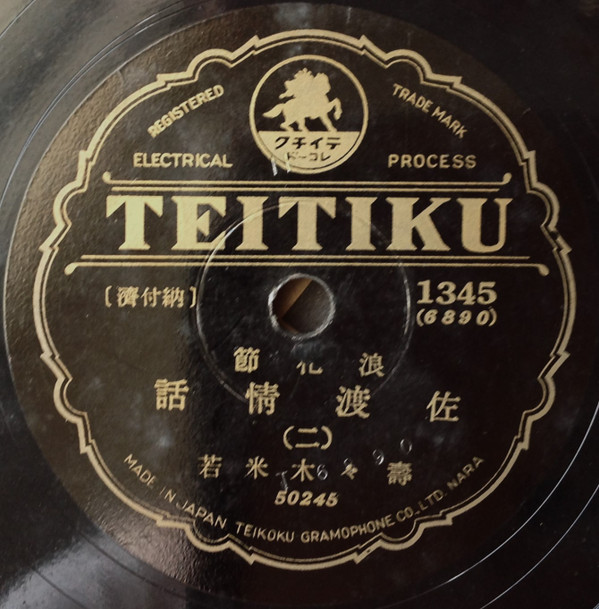 REGISTERED TRADE MARK
テイチク
レコード
ELECTRICAL PROCESS
TEITIKU
[納付濟]
1345
(6890)
浪花節
佐渡情話
(二)
壽々木米若
6890
50245
MADE IN JAPAN TEIKOKU GRAMOPHONE CO., LTD. NARA